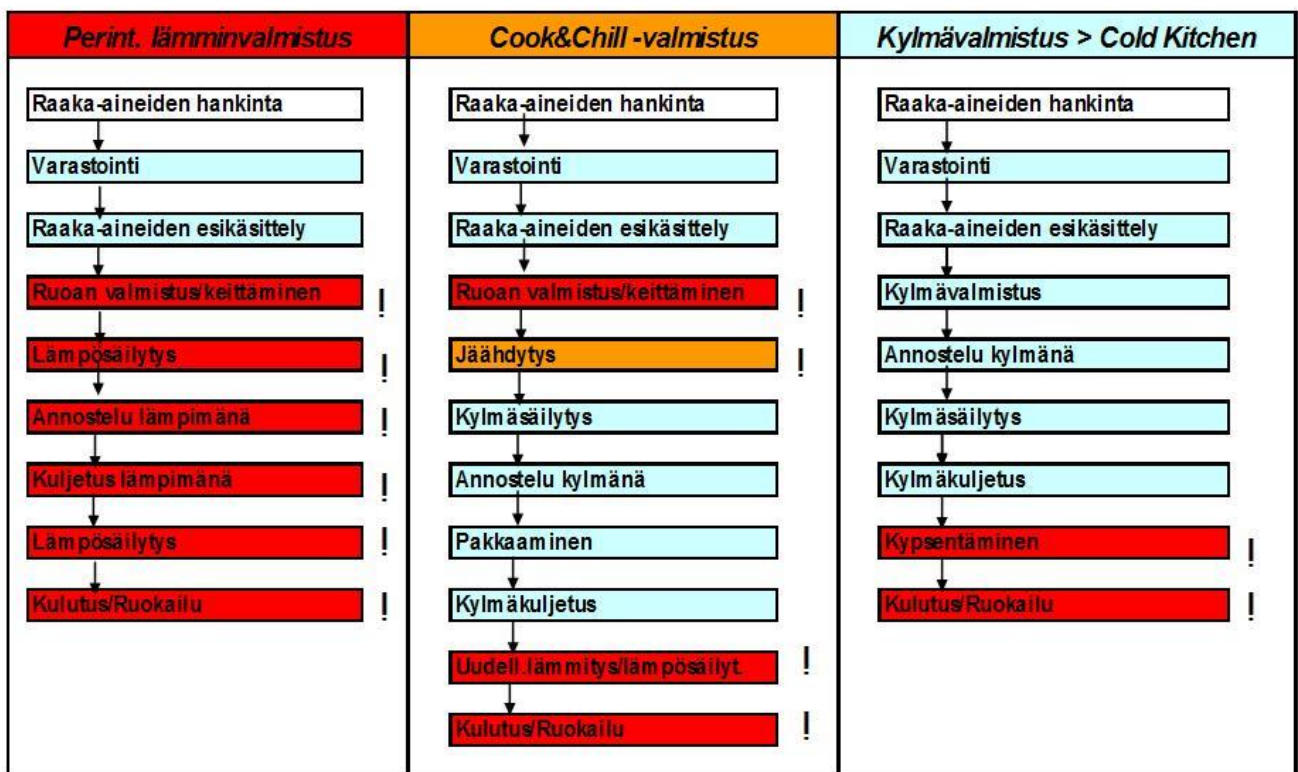 Perint. lämminvalmistus
Raaka-aineiden hankinta
Varastointi
Raaka-aineiden esikäsittely
Ruoan valmistus/keittäminen !
Lämpösäilytys !
Annostelu lämpimänä !
Kuljetus lämpimänä !
Lämpösäilytys !
Kulutus/Ruokailu !
Cook&Chill -valmistus
Raaka-aineiden hankinta
Varastointi
Raaka-aineiden esikäsittely
Ruoan valmistus/keittäminen !
Jäähdytys !
Kylmäsäilytys
Annostelu kylmänä
Pakkaaminen
Kylmäkuljetus
Uudell.lämmitys/lämpösäilyt. !
Kulutus/Ruokailu !
Kylmävalmistus > Cold Kitchen
Raaka-aineiden hankinta
Varastointi
Raaka-aineiden esikäsittely
Kylmävalmistus
Annostelu kylmänä
Kylmäsäilytys
Kylmäkuljetus
Kypsentäminen !
Kulutus/Ruokailu !